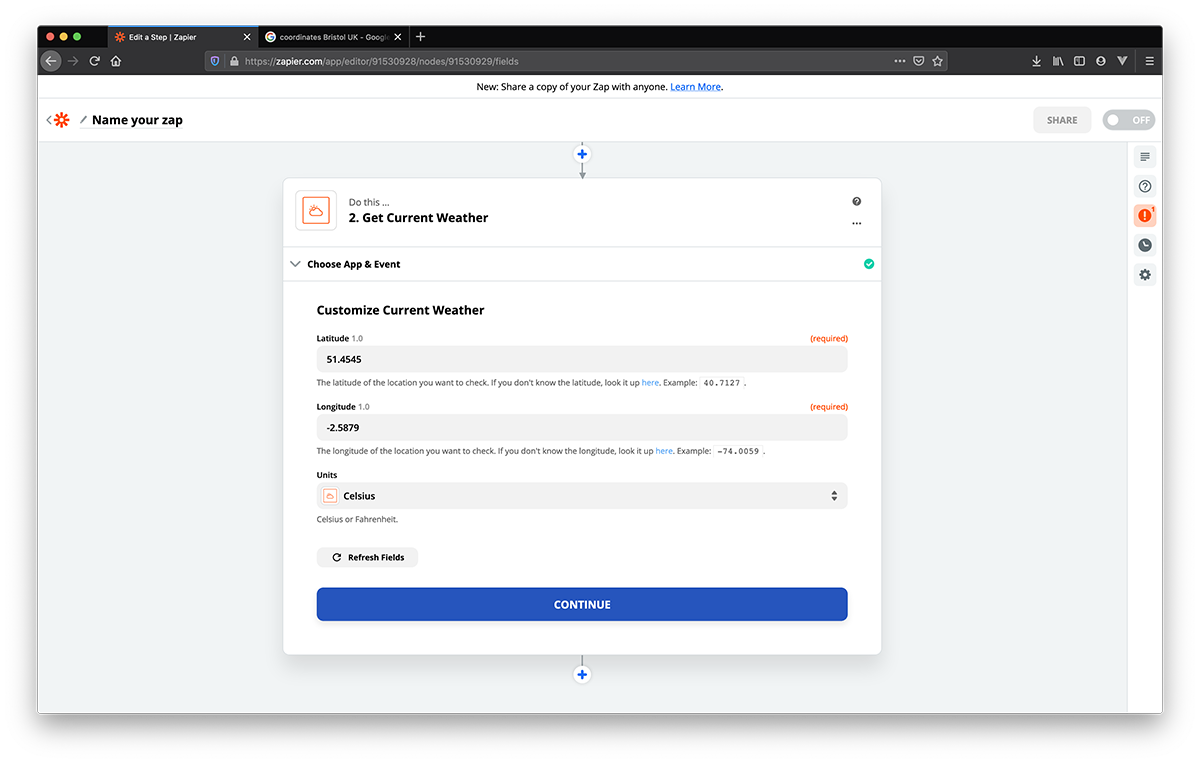 Edit a Step | Zapier
coordinates Bristol UK - Google
https://zapier.com/app/editor/91530928/nodes/91530929/fields
New: Share a copy of your Zap with anyone. Learn More.
Name your zap
SHARE
OFF
Do this ...
2. Get Current Weather
Choose App & Event
1
Customize Current Weather
Latitude 1.0 (required)
51.4545
The latitude of the location you want to check. If you don't know the latitude, look it up here. Example: 40.7127 .
Longitude 1.0 (required)
-2.5879
The longitude of the location you want to check. If you don't know the longitude, look it up here. Example: -74.0059 .
Units
Celsius
Celsius or Fahrenheit.
Refresh Fields
CONTINUE